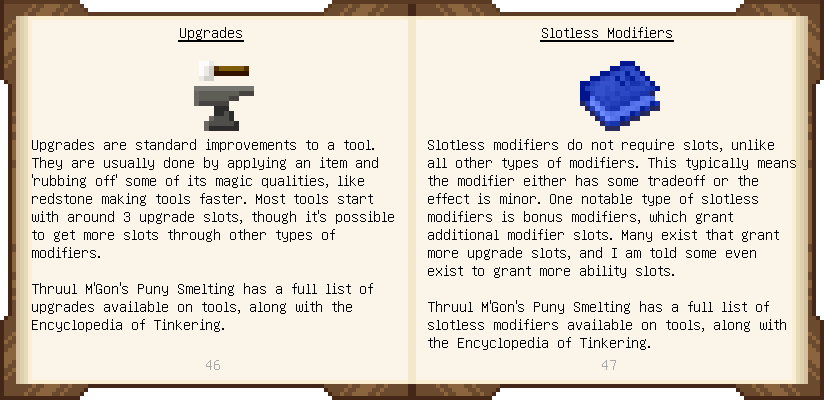 Upgrades
Upgrades are standard improvements to a tool.
They are usually done by applying an item and
'rubbing off' some of its magic qualities, like
redstone making tools faster. Most tools start
with around 3 upgrade slots, though it's possible
to get more slots through other types of
modifiers.
Thruul M'Gon's Puny Smelting has a full list of
upgrades available on tools, along with the
Encyclopedia of Tinkering.
46
Slotless Modifiers
Slotless modifiers do not require slots, unlike
all other types of modifiers. This typically means
the modifier either has some tradeoff or the
effect is minor. One notable type of slotless
modifiers is bonus modifiers, which grant
additional modifier slots. Many exist that grant
more upgrade slots, and I am told some even
exist to grant more ability slots.
Thruul M'Gon's Puny Smelting has a full list of
slotless modifiers available on tools, along with
the Encyclopedia of Tinkering.
47